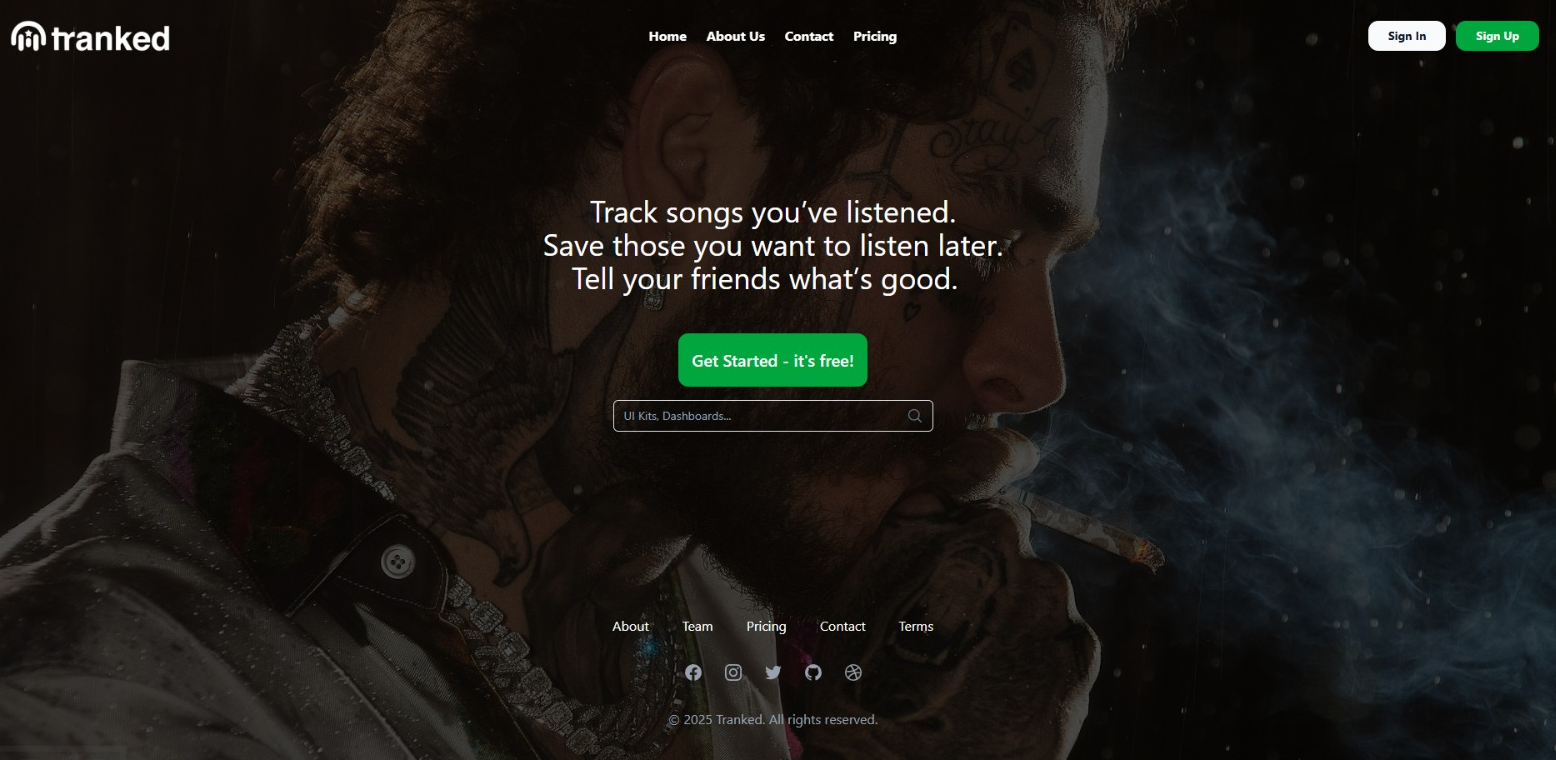 tranked
Home About Us Contact Pricing
Sign In Sign Up
Stay A
Track songs you’ve listened.
Save those you want to listen later.
Tell your friends what’s good.
Get Started - it's free!
UI Kits, Dashboards...
About Team Pricing Contact Terms
© 2025 Tranked. All rights reserved.